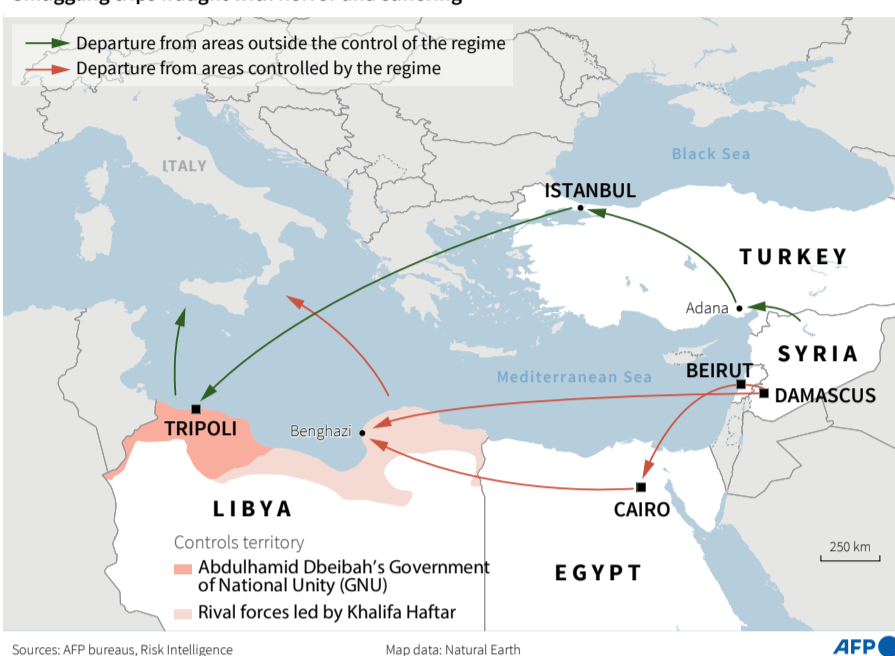 Departure from areas outside the control of the regime
Departure from areas controlled by the regime
Black Sea
ITALY
ISTANBUL
TURKEY
Adana
SYRIA
BEIRUT
Mediterranean Sea
DAMASCUS
TRIPOLI
Benghazi
LIBYA
CAIRO
Controls territory
250 km
Abdulhamid Dbeibah's Government
of National Unity (GNU)
EGYPT
Rival forces led by Khalifa Haftar
Sources: AFP bureaus, Risk Intelligence
Map data: Natural Earth
AFP